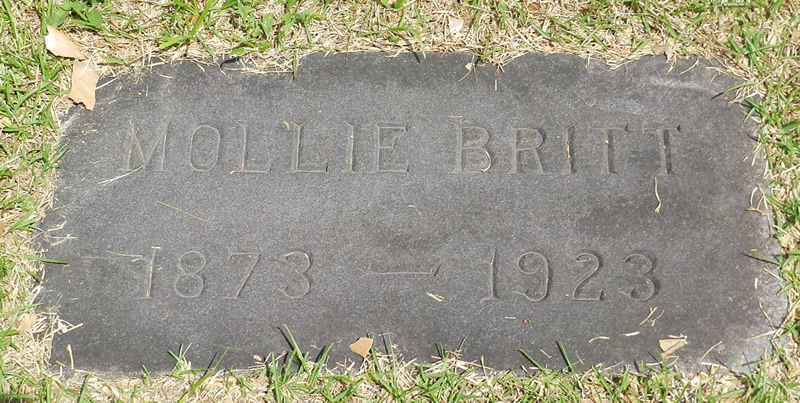 MOLLIE BRITT
1873 — 1923